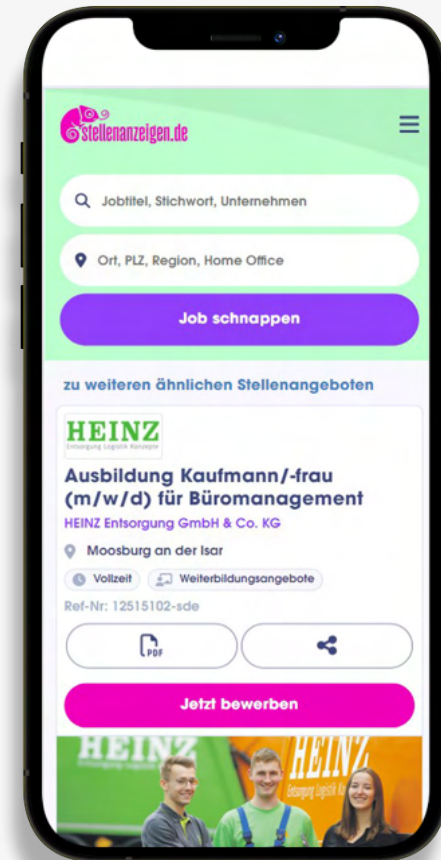 stellenanzeigen.de
Jobtitel, Stichwort, Unternehmen
Ort, PLZ, Region, Home Office
Job schnappen
zu weiteren ähnlichen Stellenangeboten
HEINZ
Entsorgung Logistik Konzepte
Ausbildung Kaufmann/-frau
(m/w/d) für Büromanagement
HEINZ Entsorgung GmbH & Co. KG
Moosburg an der Isar
Vollzeit
Weiterbildungsangebote
Ref-Nr: 12515102-sde
PDF
Jetzt bewerben
HEINZ
HEINZ
Entsorgung Logistik